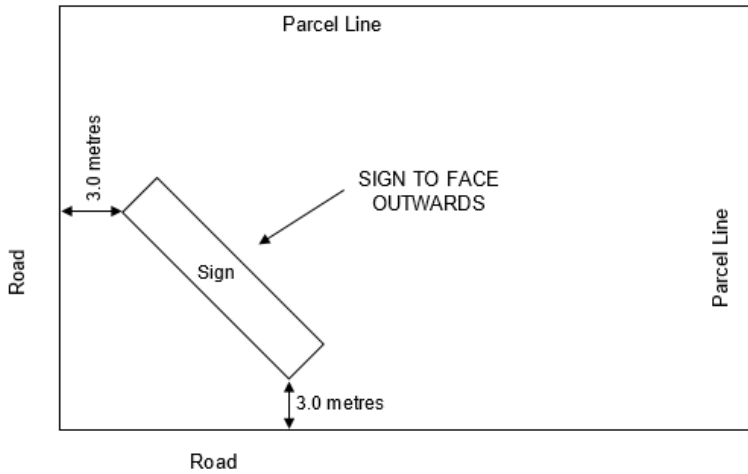 Parcel Line
3.0 metres
SIGN TO FACE
OUTWARDS
Sign
Road
Parcel Line
3.0 metres
Road